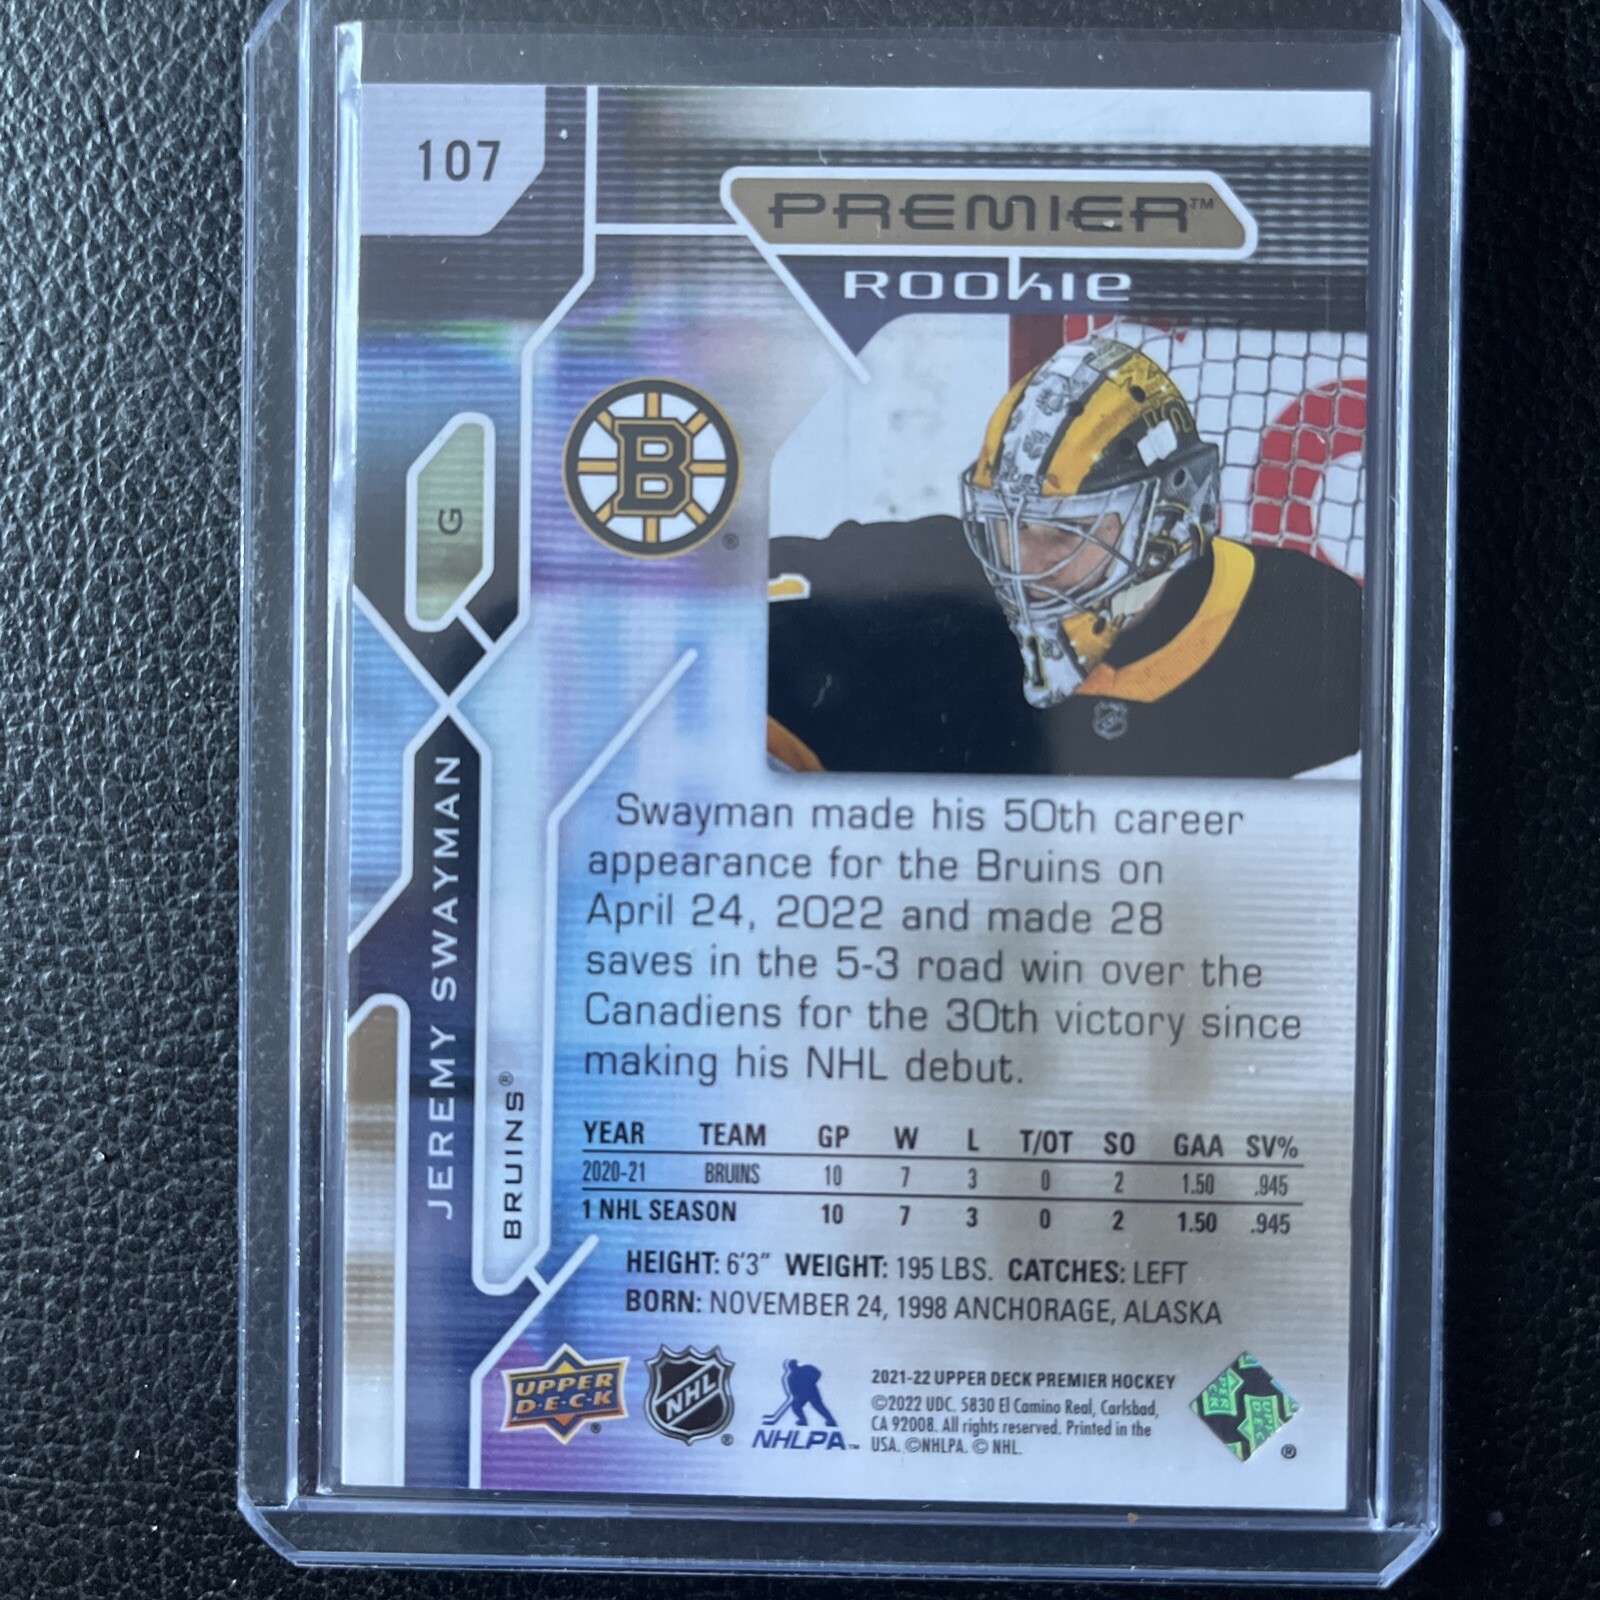 107
PREMIER™
ROOKIE
B
®
G
JEREMY SWAYMAN
BRUINS®
Swayman made his 50th career
appearance for the Bruins on
April 24, 2022 and made 28
saves in the 5-3 road win over the
Canadiens for the 30th victory since
making his NHL debut.
YEAR TEAM GP W L T/OT SO GAA SV%
2020-21 BRUINS 10 7 3 0 2 1.50 .945
1 NHL SEASON 10 7 3 0 2 1.50 .945
HEIGHT: 6'3" WEIGHT: 195 LBS. CATCHES: LEFT
BORN: NOVEMBER 24, 1998 ANCHORAGE, ALASKA
UPPER
D·E·C·K
®
NHL
®
NHLPA™
2021-22 UPPER DECK PREMIER HOCKEY
©2022 UDC. 5830 El Camino Real, Carlsbad,
CA 92008. All rights reserved. Printed in the
USA. ©NHLPA. © NHL.
®